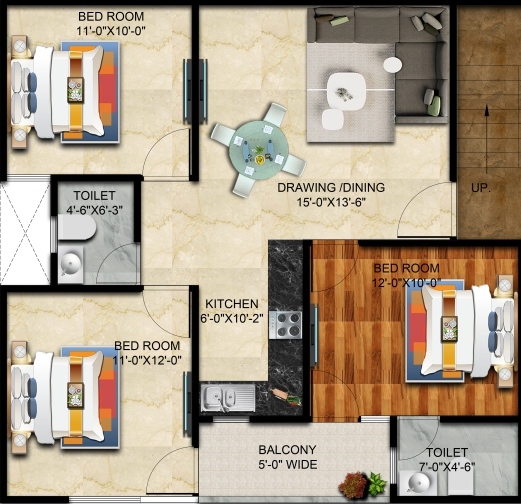 BED ROOM
11'-0"X10'-0"
TOILET
4'-6"X6'-3"
DRAWING /DINING
15'-0"X13'-6"
UP.
BED ROOM
12'-0"X10'-0"
KITCHEN
6'-0"X10'-2"
BED ROOM
11'-0"X12'-0"
BALCONY
5'-0" WIDE
TOILET
7'-0"X4'-6"